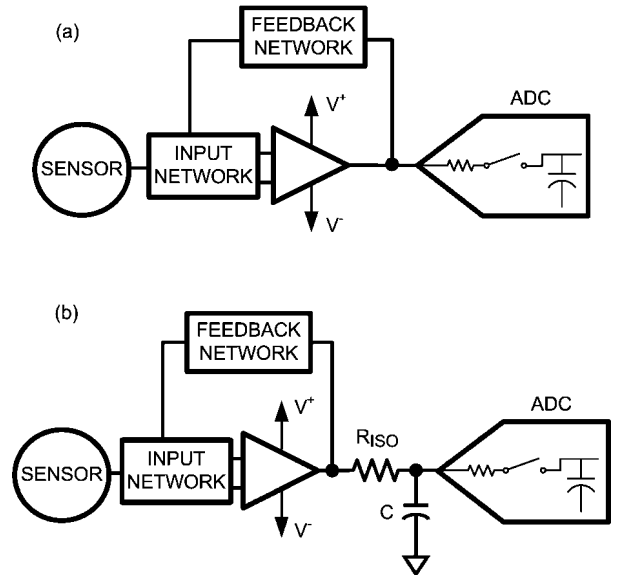 (a)
FEEDBACK
NETWORK
V+
ADC
SENSOR
INPUT
NETWORK
V-
(b)
FEEDBACK
NETWORK
V+
RISO
ADC
SENSOR
INPUT
NETWORK
C
V-